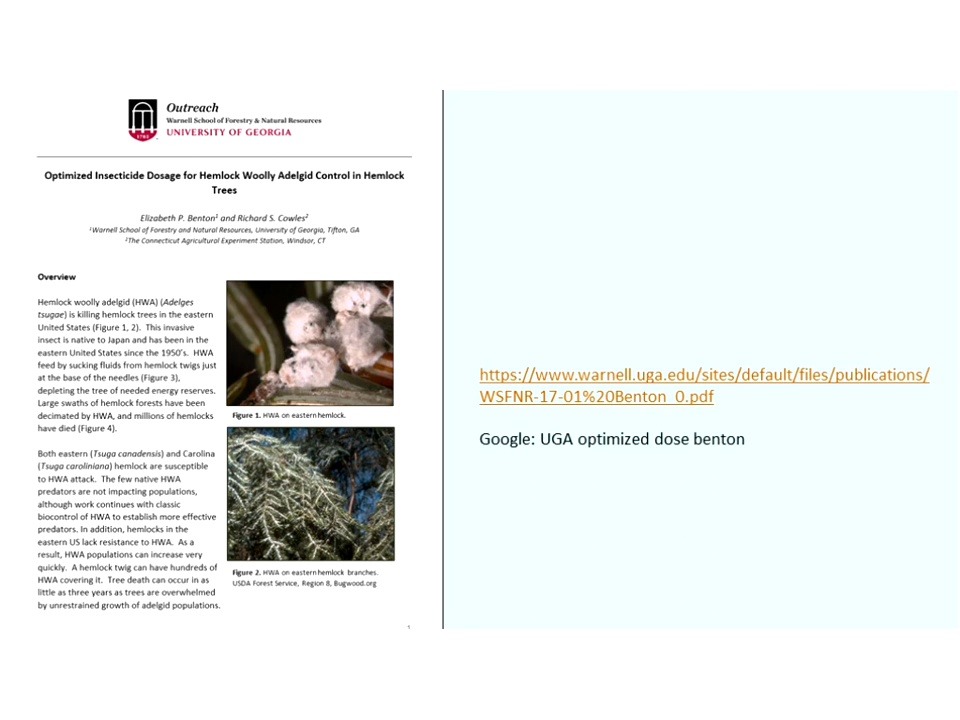 Outreach
Warnell School of Forestry & Natural Resources
UNIVERSITY OF GEORGIA
1785
Optimized Insecticide Dosage for Hemlock Woolly Adelgid Control in Hemlock
Trees
Elizabeth P. Benton¹ and Richard S. Cowles²
¹Warnell School of Forestry and Natural Resources, University of Georgia, Tifton, GA
²The Connecticut Agricultural Experiment Station, Windsor, CT
Overview
Hemlock woolly adelgid (HWA) (Adelges
tsugae) is killing hemlock trees in the eastern
United States (Figure 1, 2). This invasive
insect is native to Japan and has been in the
eastern United States since the 1950's. HWA
feed by sucking fluids from hemlock twigs just
at the base of the needles (Figure 3),
depleting the tree of needed energy reserves.
Large swaths of hemlock forests have been
decimated by HWA, and millions of hemlocks
have died (Figure 4).
Both eastern (Tsuga canadensis) and Carolina
(Tsuga caroliniana) hemlock are susceptible
to HWA attack. The few native HWA
predators are not impacting populations,
although work continues with classic
biocontrol of HWA to establish more effective
predators. In addition, hemlocks in the
eastern US lack resistance to HWA. As a
result, HWA populations can increase very
quickly. A hemlock twig can have hundreds of
HWA covering it. Tree death can occur in as
little as three years as trees are overwhelmed
by unrestrained growth of adelgid populations.
Figure 1. HWA on eastern hemlock.
Figure 2. HWA on eastern hemlock branches.
USDA Forest Service, Region 8, Bugwood.org
1
https://www.warnell.uga.edu/sites/default/files/publications/
WSFNR-17-01%20Benton_0.pdf
Google: UGA optimized dose benton